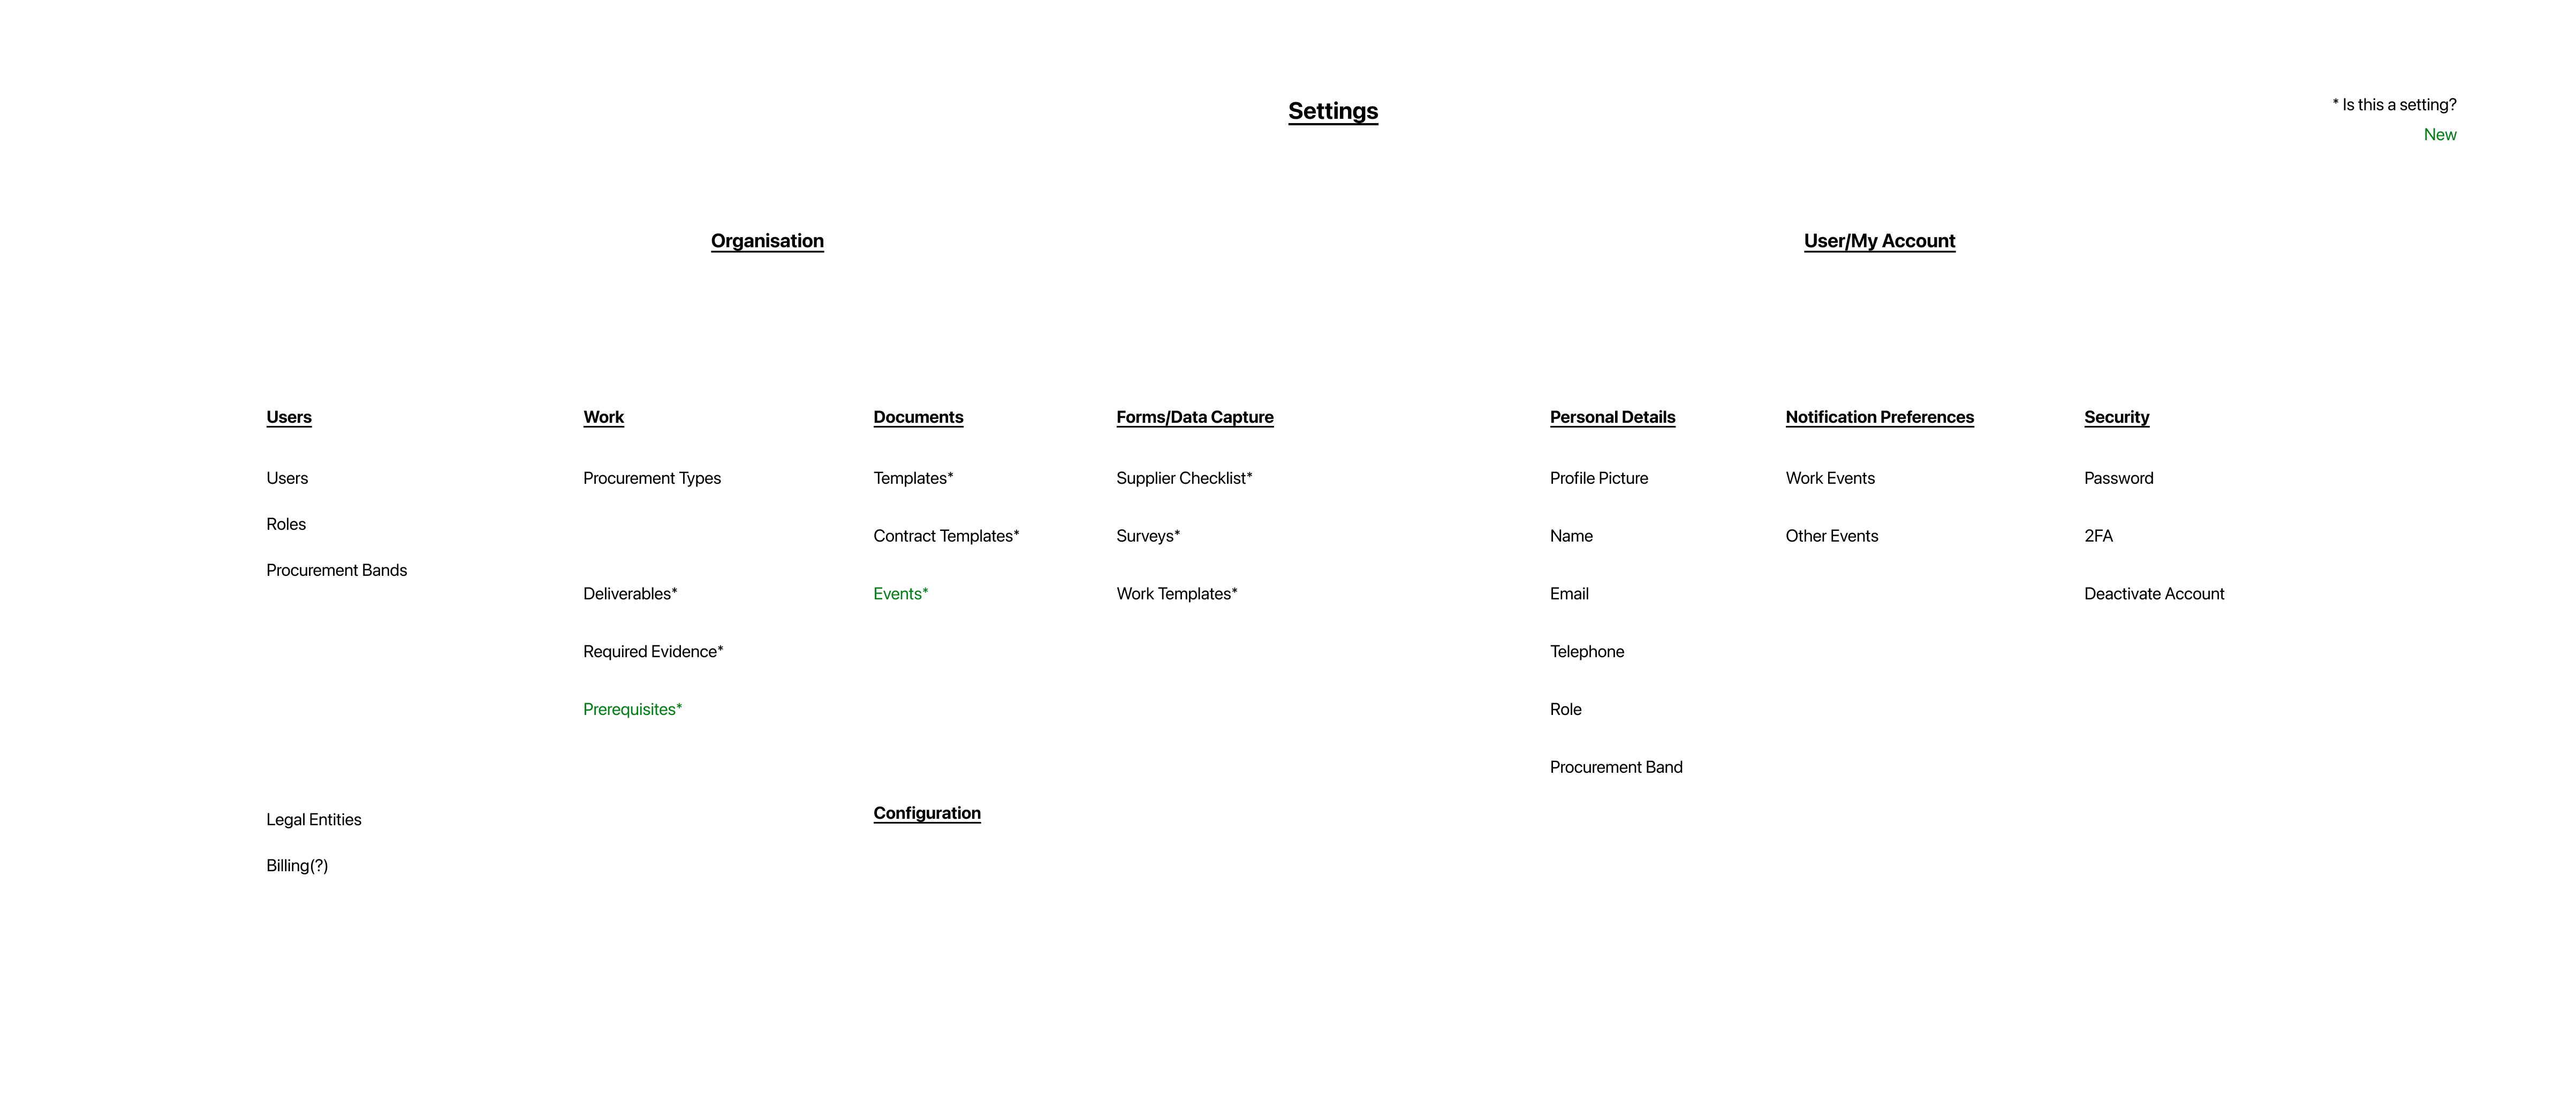 Settings
* Is this a setting?
New
Organisation
User/My Account
Users
Users
Roles
Procurement Bands
Legal Entities
Billing(?)
Work
Procurement Types
Deliverables*
Required Evidence*
Prerequisites*
Documents
Templates*
Contract Templates*
Events*
Configuration
Forms/Data Capture
Supplier Checklist*
Surveys*
Work Templates*
Personal Details
Profile Picture
Name
Email
Telephone
Role
Procurement Band
Notification Preferences
Work Events
Other Events
Security
Password
2FA
Deactivate Account